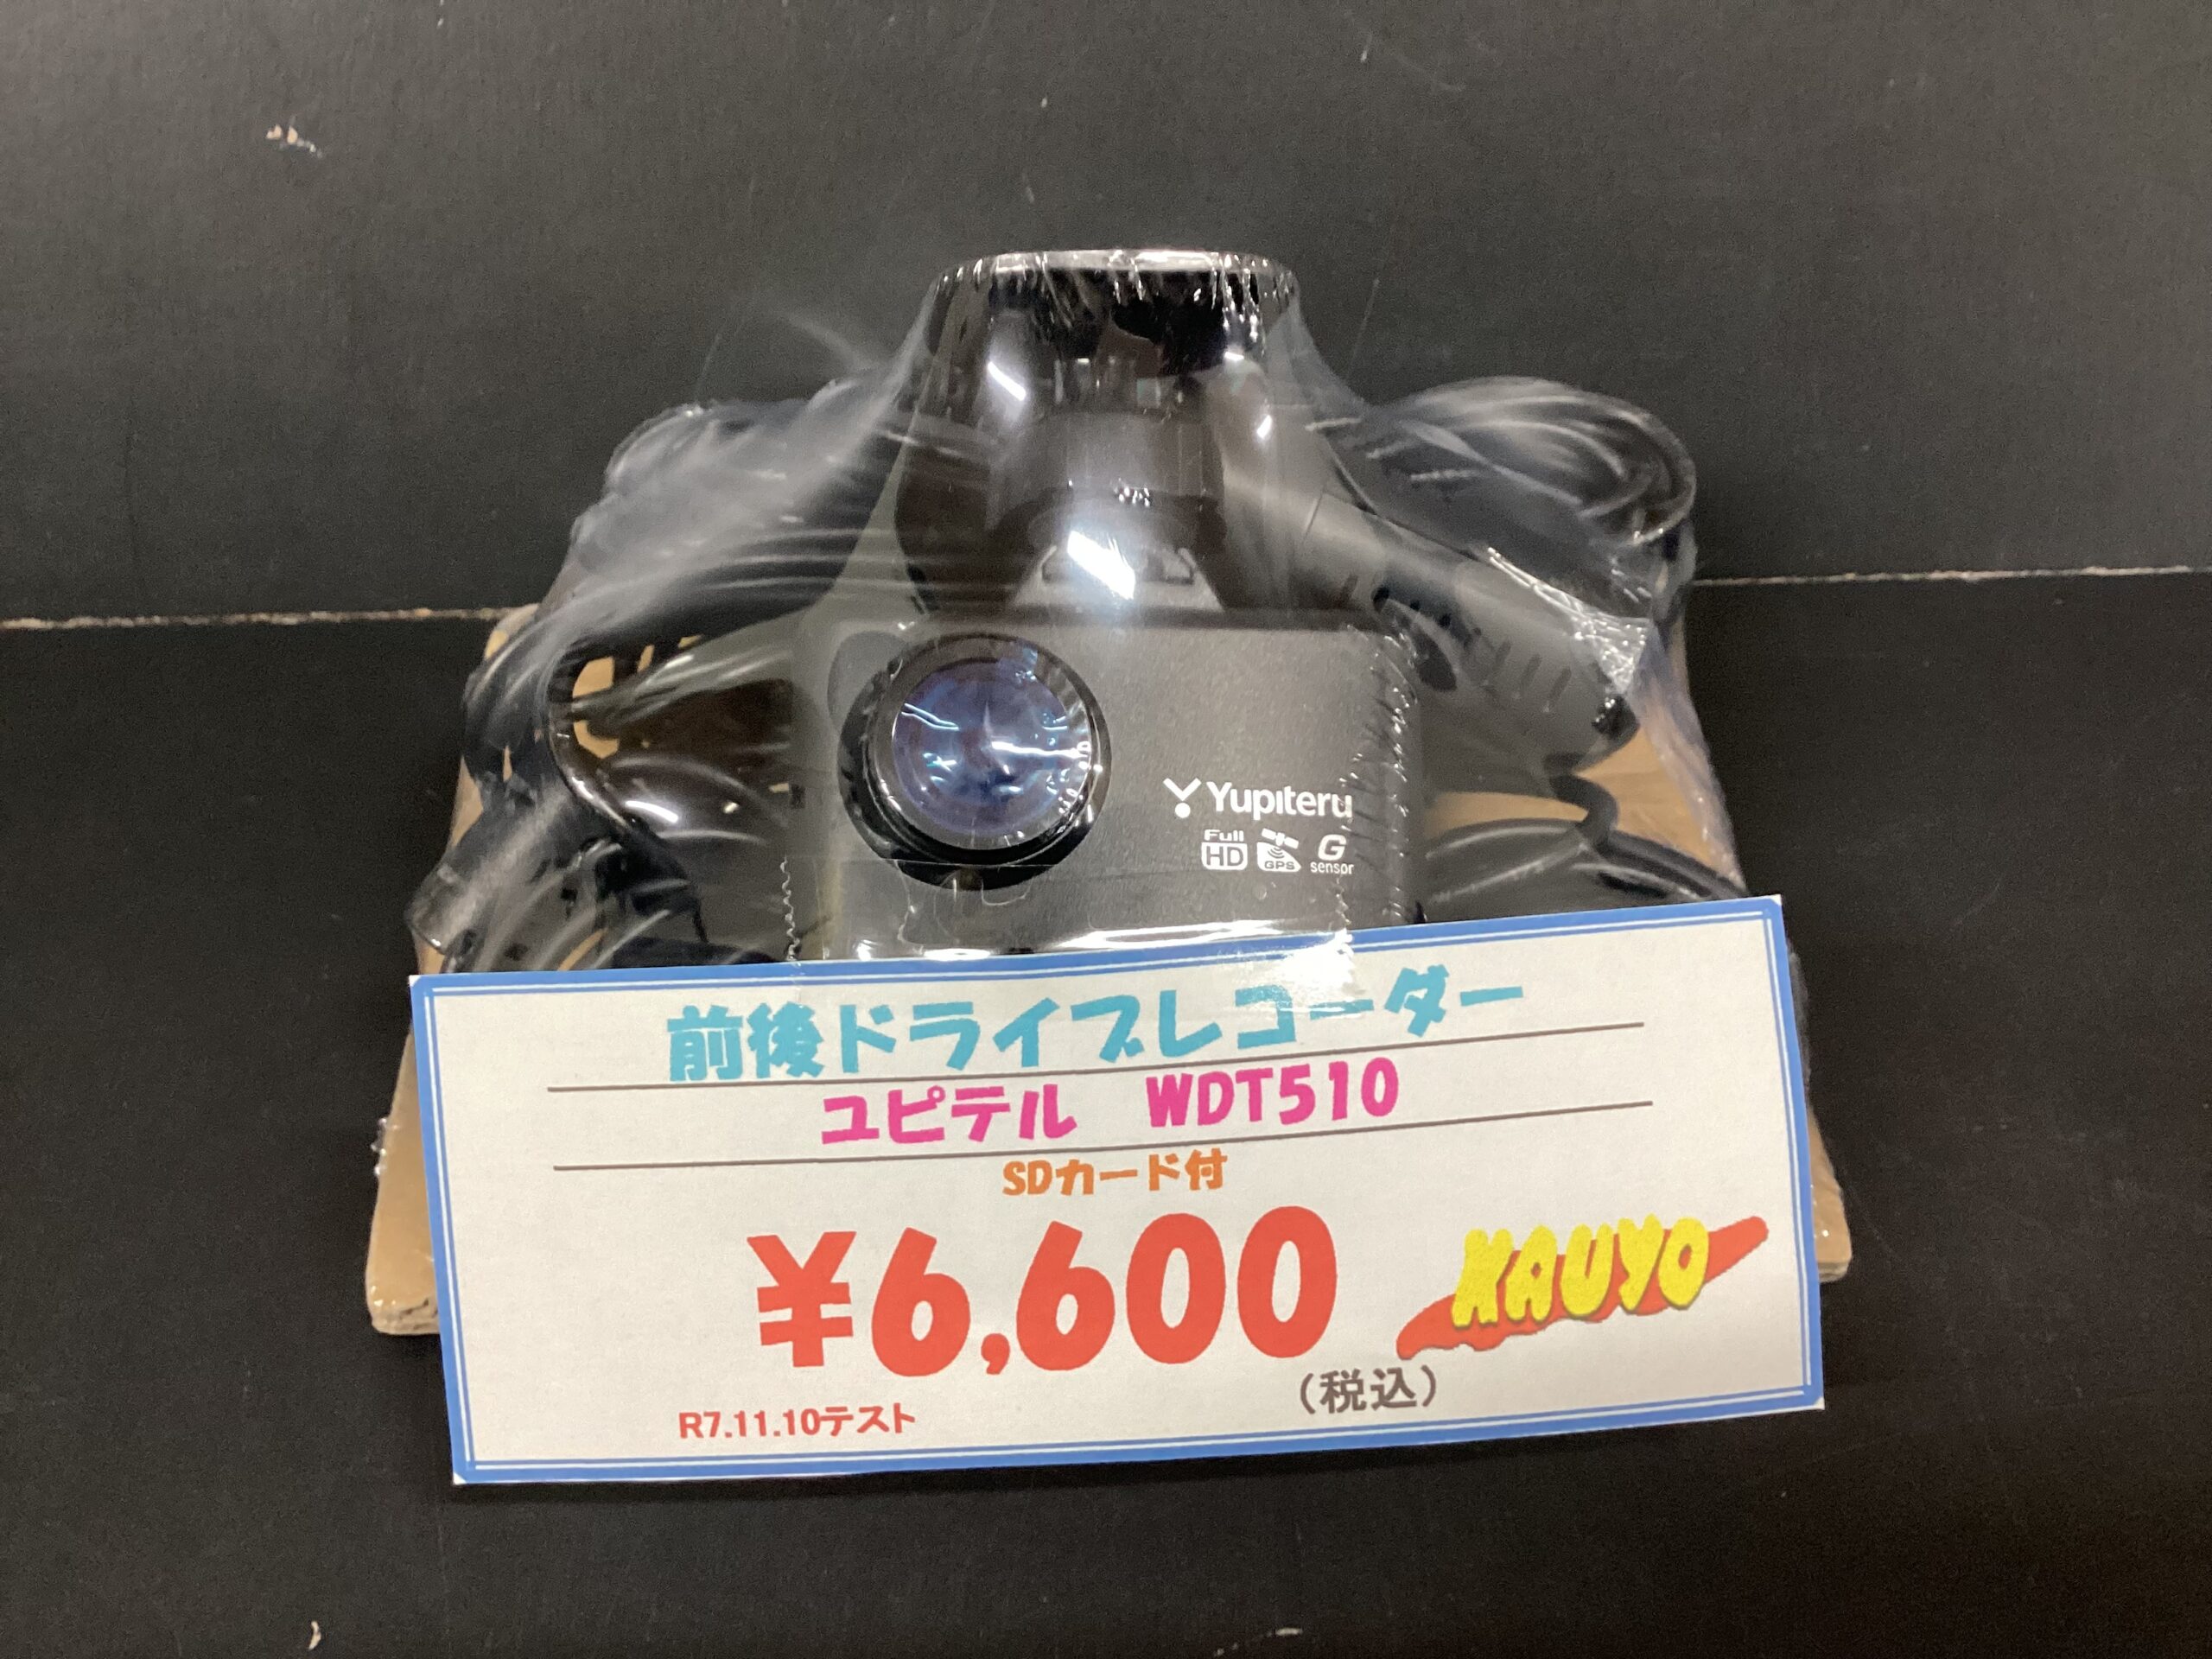 Yupiteru
Full HD GPS G sensor
前後ドライブレコーダー
ユピテル WDT510
SDカード付
¥6,600
KAUYO
(税込)
R7.11.10テスト